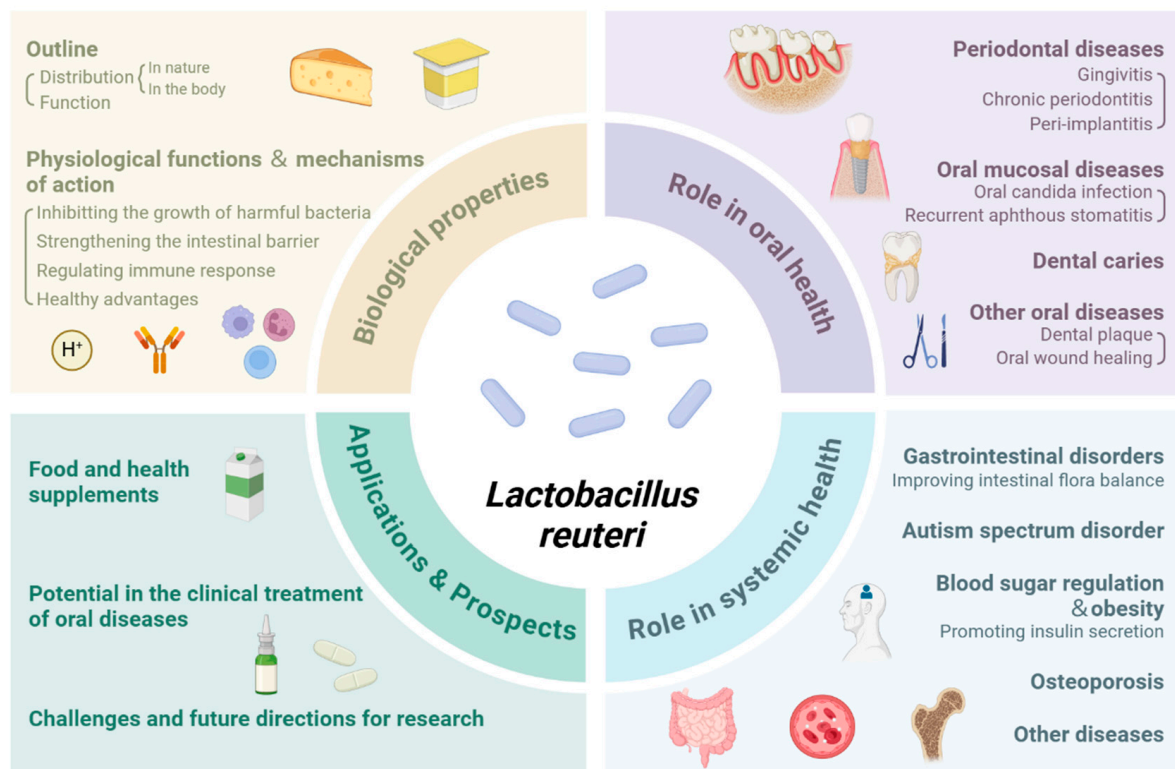 Outline
Distribution
In nature
In the body
Function
Physiological functions & mechanisms
of action
Inhibitting the growth of harmful bacteria
Strengthening the intestinal barrier
Regulating immune response
Healthy advantages
H+
Biological properties
Role in oral health
Periodontal diseases
Gingivitis
Chronic periodontitis
Peri-implantitis
Oral mucosal diseases
Oral candida infection
Recurrent aphthous stomatitis
Dental caries
Other oral diseases
Dental plaque
Oral wound healing
Lactobacillus
reuteri
Food and health
supplements
Potential in the clinical treatment
of oral diseases
Challenges and future directions for research
Applications & Prospects
Role in systemic health
Gastrointestinal disorders
Improving intestinal flora balance
Autism spectrum disorder
Blood sugar regulation
& obesity
Promoting insulin secretion
Osteoporosis
Other diseases